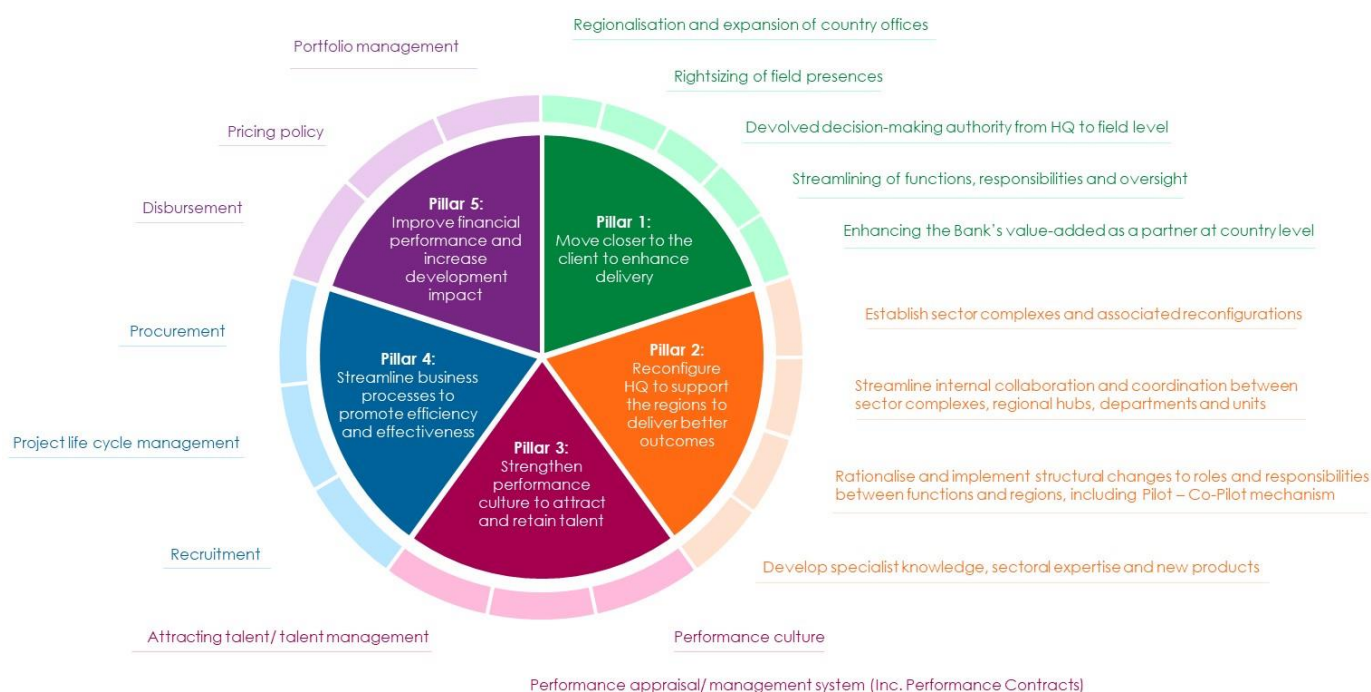 Regionalisation and expansion of country offices
Portfolio management
Rightsizing of field presences
Pricing policy
Devolved decision-making authority from HQ to field level
Streamlining of functions, responsibilities and oversight
Disbursement
Enhancing the Bank's value-added as a partner at country level
Pillar 5:
Improve financial
performance and
increase
development
impact
Pillar 1:
Move closer to the
client to enhance
delivery
Establish sector complexes and associated reconfigurations
Procurement
Pillar 4:
Streamline business
processes to
promote efficiency
and effectiveness
Pillar 2:
Reconfigure
HQ to support
the regions to
deliver better
outcomes
Streamline internal collaboration and coordination between
sector complexes, regional hubs, departments and units
Project life cycle management
Pillar 3:
Strengthen
performance
culture to attract
and retain talent
Rationalise and implement structural changes to roles and responsibilities
between functions and regions, including Pilot – Co-Pilot mechanism
Recruitment
Develop specialist knowledge, sectoral expertise and new products
Attracting talent/ talent management
Performance culture
Performance appraisal/ management system (Inc. Performance Contracts)